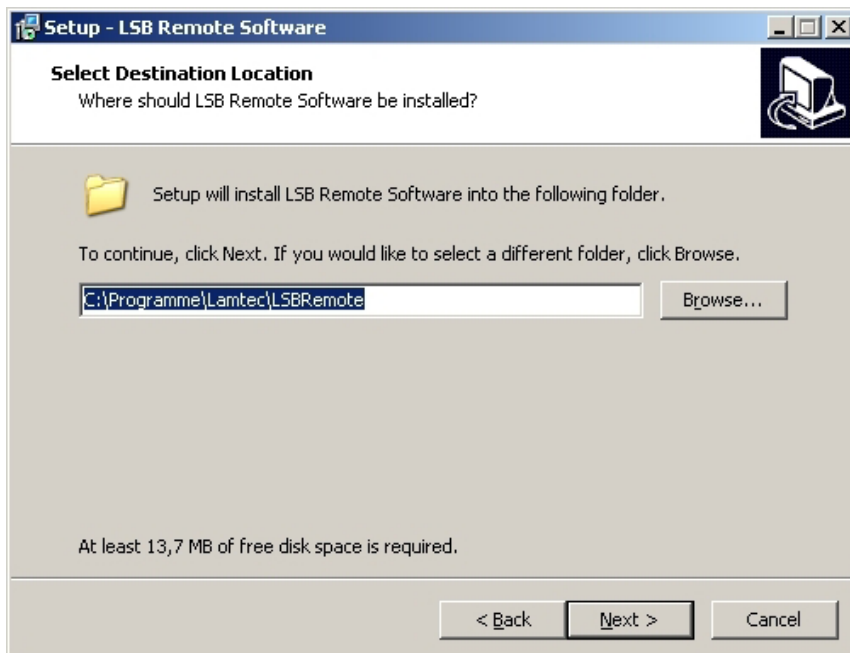 Setup - LSB Remote Software
Select Destination Location
Where should LSB Remote Software be installed?
Setup will install LSB Remote Software into the following folder.
To continue, click Next. If you would like to select a different folder, click Browse.
C:\Programme\Lamtec\LSBRemote
Browse...
At least 13,7 MB of free disk space is required.
< Back
Next >
Cancel